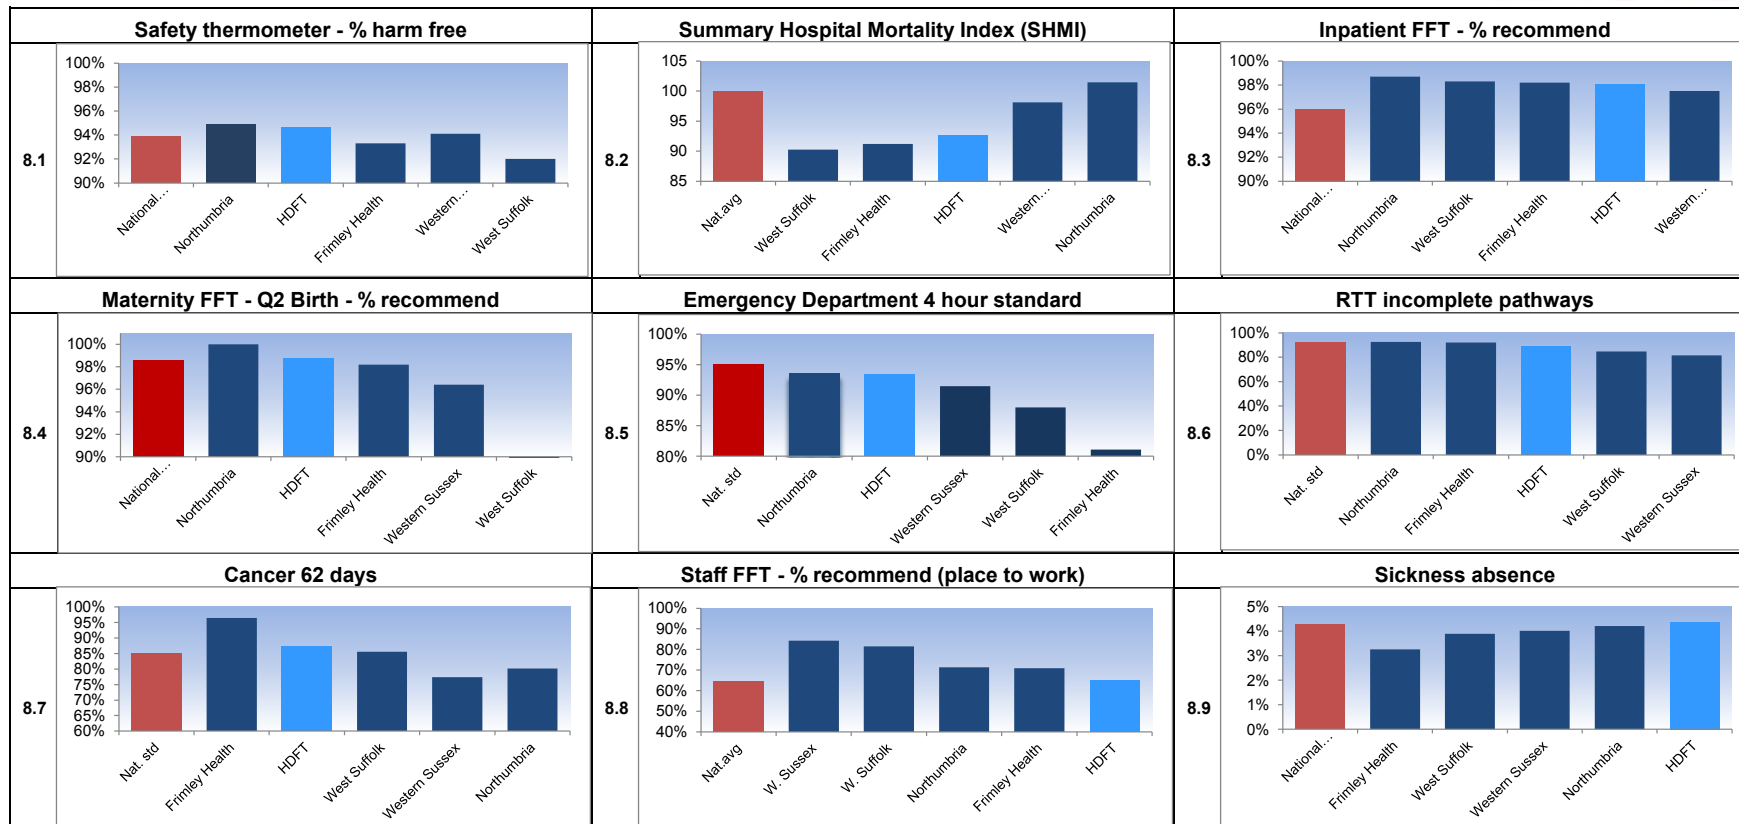 Safety thermometer - % harm free
8.1
100%
98%
96%
94%
92%
90%
National...
Northumbria
HDFT
Frimley Health
Western...
West Suffolk
Summary Hospital Mortality Index (SHMI)
8.2
105
100
95
90
85
Nat.avg
West Suffolk
Frimley Health
HDFT
Western...
Northumbria
Inpatient FFT - % recommend
8.3
100%
98%
96%
94%
92%
90%
National...
Northumbria
West Suffolk
Frimley Health
HDFT
Western...
Maternity FFT - Q2 Birth - % recommend
8.4
100%
98%
96%
94%
92%
90%
National...
Northumbria
HDFT
Frimley Health
Western Sussex
West Suffolk
Emergency Department 4 hour standard
8.5
100%
95%
90%
85%
80%
Nat. std
Northumbria
HDFT
Western Sussex
West Suffolk
Frimley Health
RTT incomplete pathways
8.6
100%
80%
60%
40%
20%
0%
Nat. std
Northumbria
Frimley Health
HDFT
West Suffolk
Western Sussex
Cancer 62 days
8.7
100%
95%
90%
85%
80%
75%
70%
65%
60%
Nat. std
Frimley Health
HDFT
West Suffolk
Western Sussex
Northumbria
Staff FFT - % recommend (place to work)
8.8
100%
90%
80%
70%
60%
50%
40%
Nat.avg
W. Sussex
W. Suffolk
Northumbria
Frimley Health
HDFT
Sickness absence
8.9
5%
4%
3%
2%
1%
0%
National...
Frimley Health
West Suffolk
Western Sussex
Northumbria
HDFT